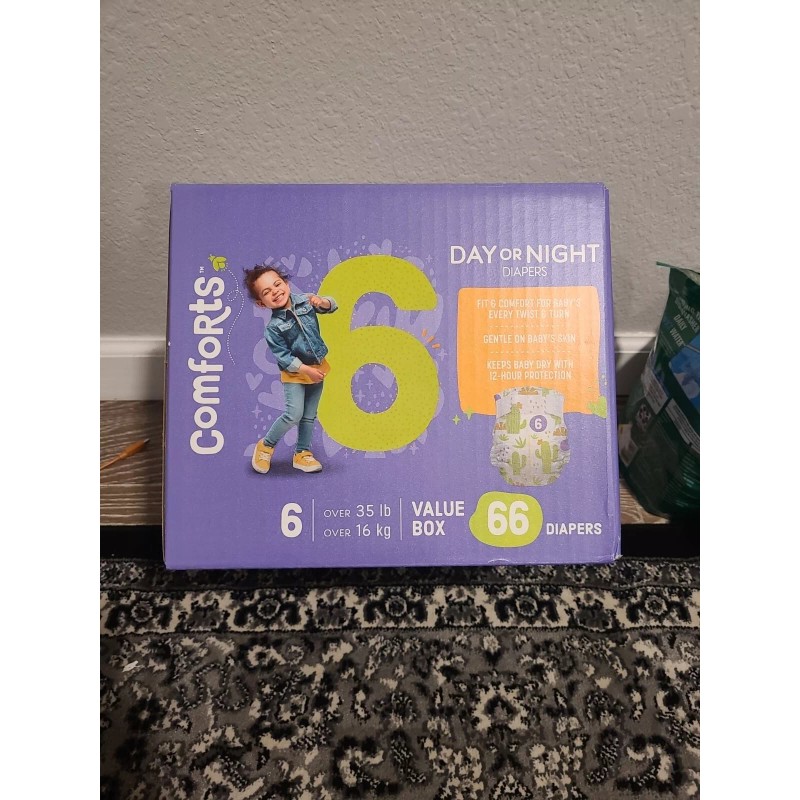 Comforts™
6
DAY OR NIGHT
DIAPERS
FIT & COMFORT FOR BABY'S
EVERY TWIST & TURN
GENTLE ON BABY'S SKIN
KEEPS BABY DRY WITH
12-HOUR PROTECTION
6
6
OVER 35 lb
OVER 16 kg
VALUE
BOX
66
DIAPERS